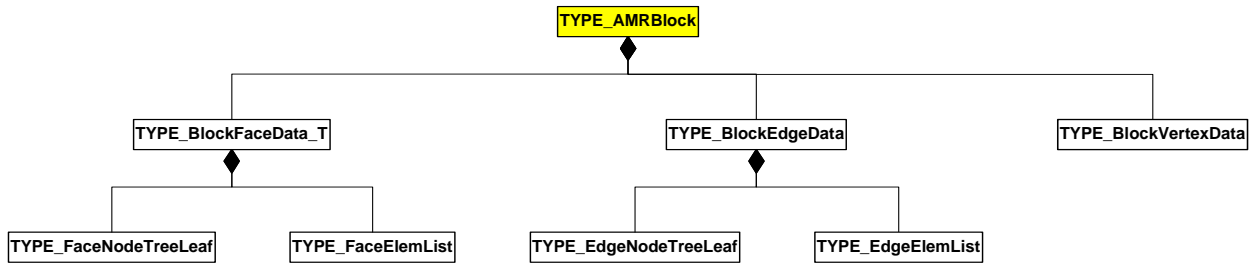 TYPE_AMRBlock
TYPE_BlockFaceData_T
TYPE_BlockEdgeData
TYPE_BlockVertexData
TYPE_FaceNodeTreeLeaf
TYPE_FaceElemList
TYPE_EdgeNodeTreeLeaf
TYPE_EdgeElemList